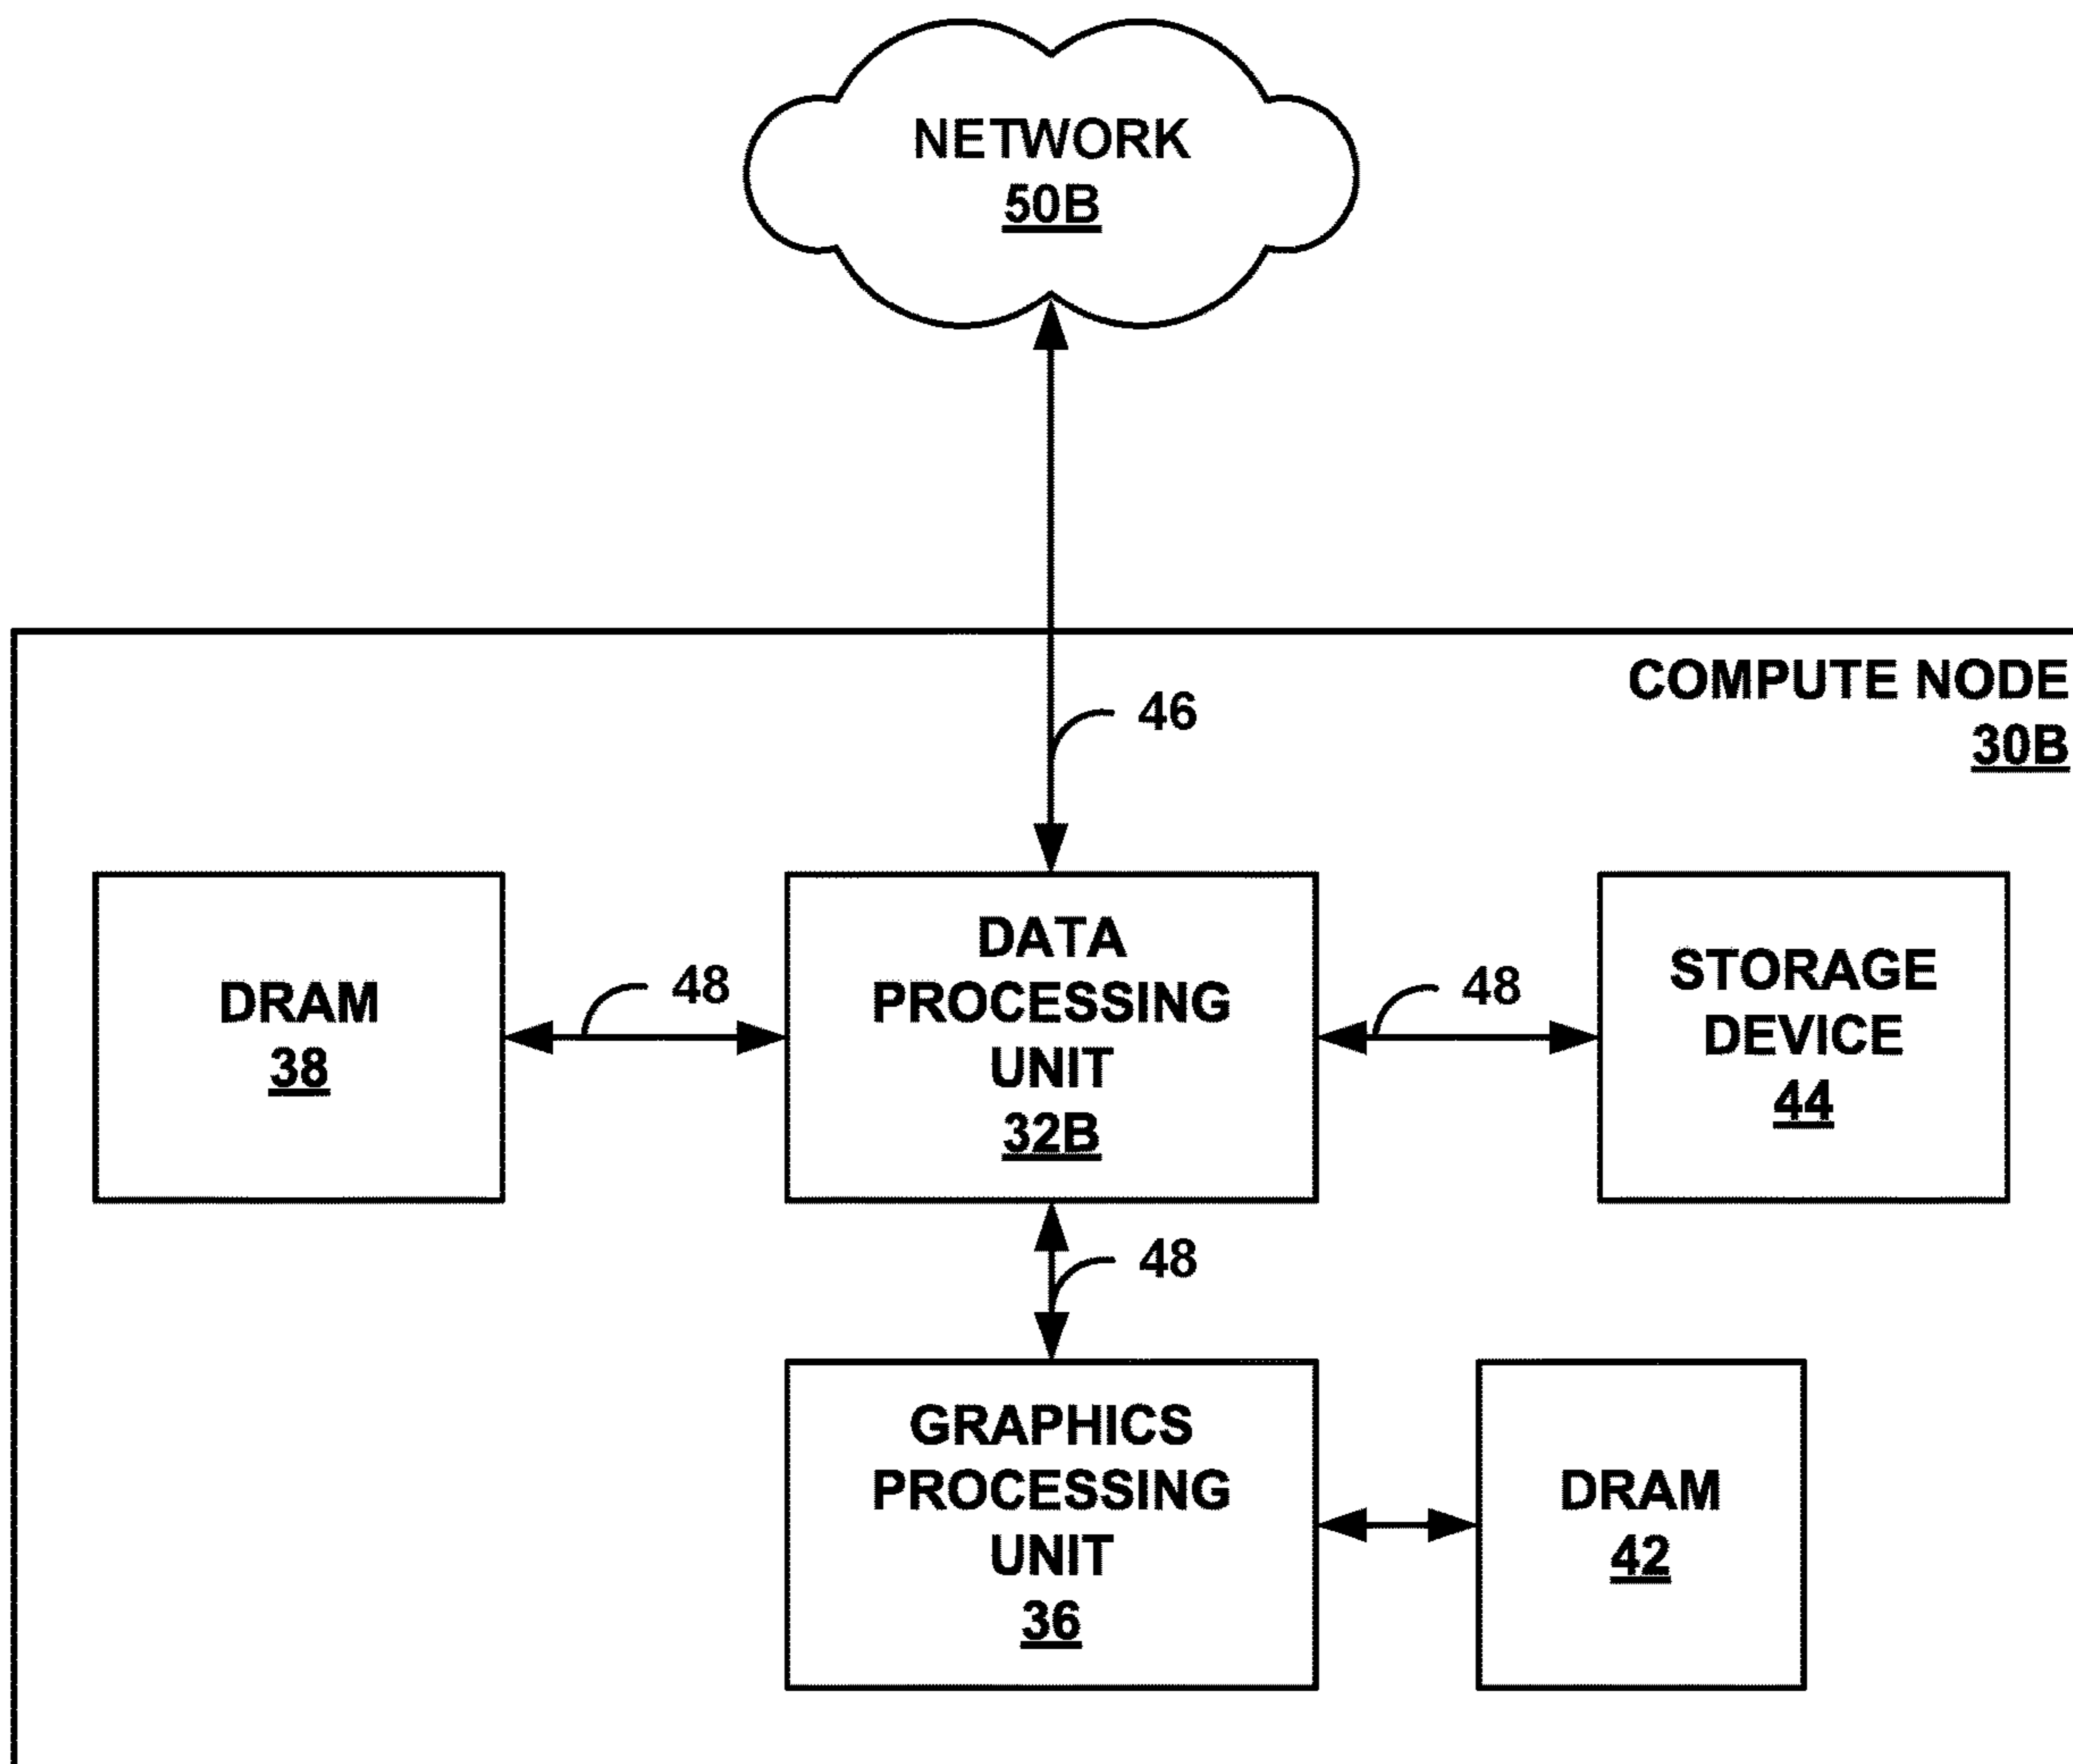 NETWORK
50B
COMPUTE NODE
30B
46
DRAM
38
48
DATA
PROCESSING
UNIT
32B
48
STORAGE
DEVICE
44
48
GRAPHICS
PROCESSING
UNIT
36
DRAM
42